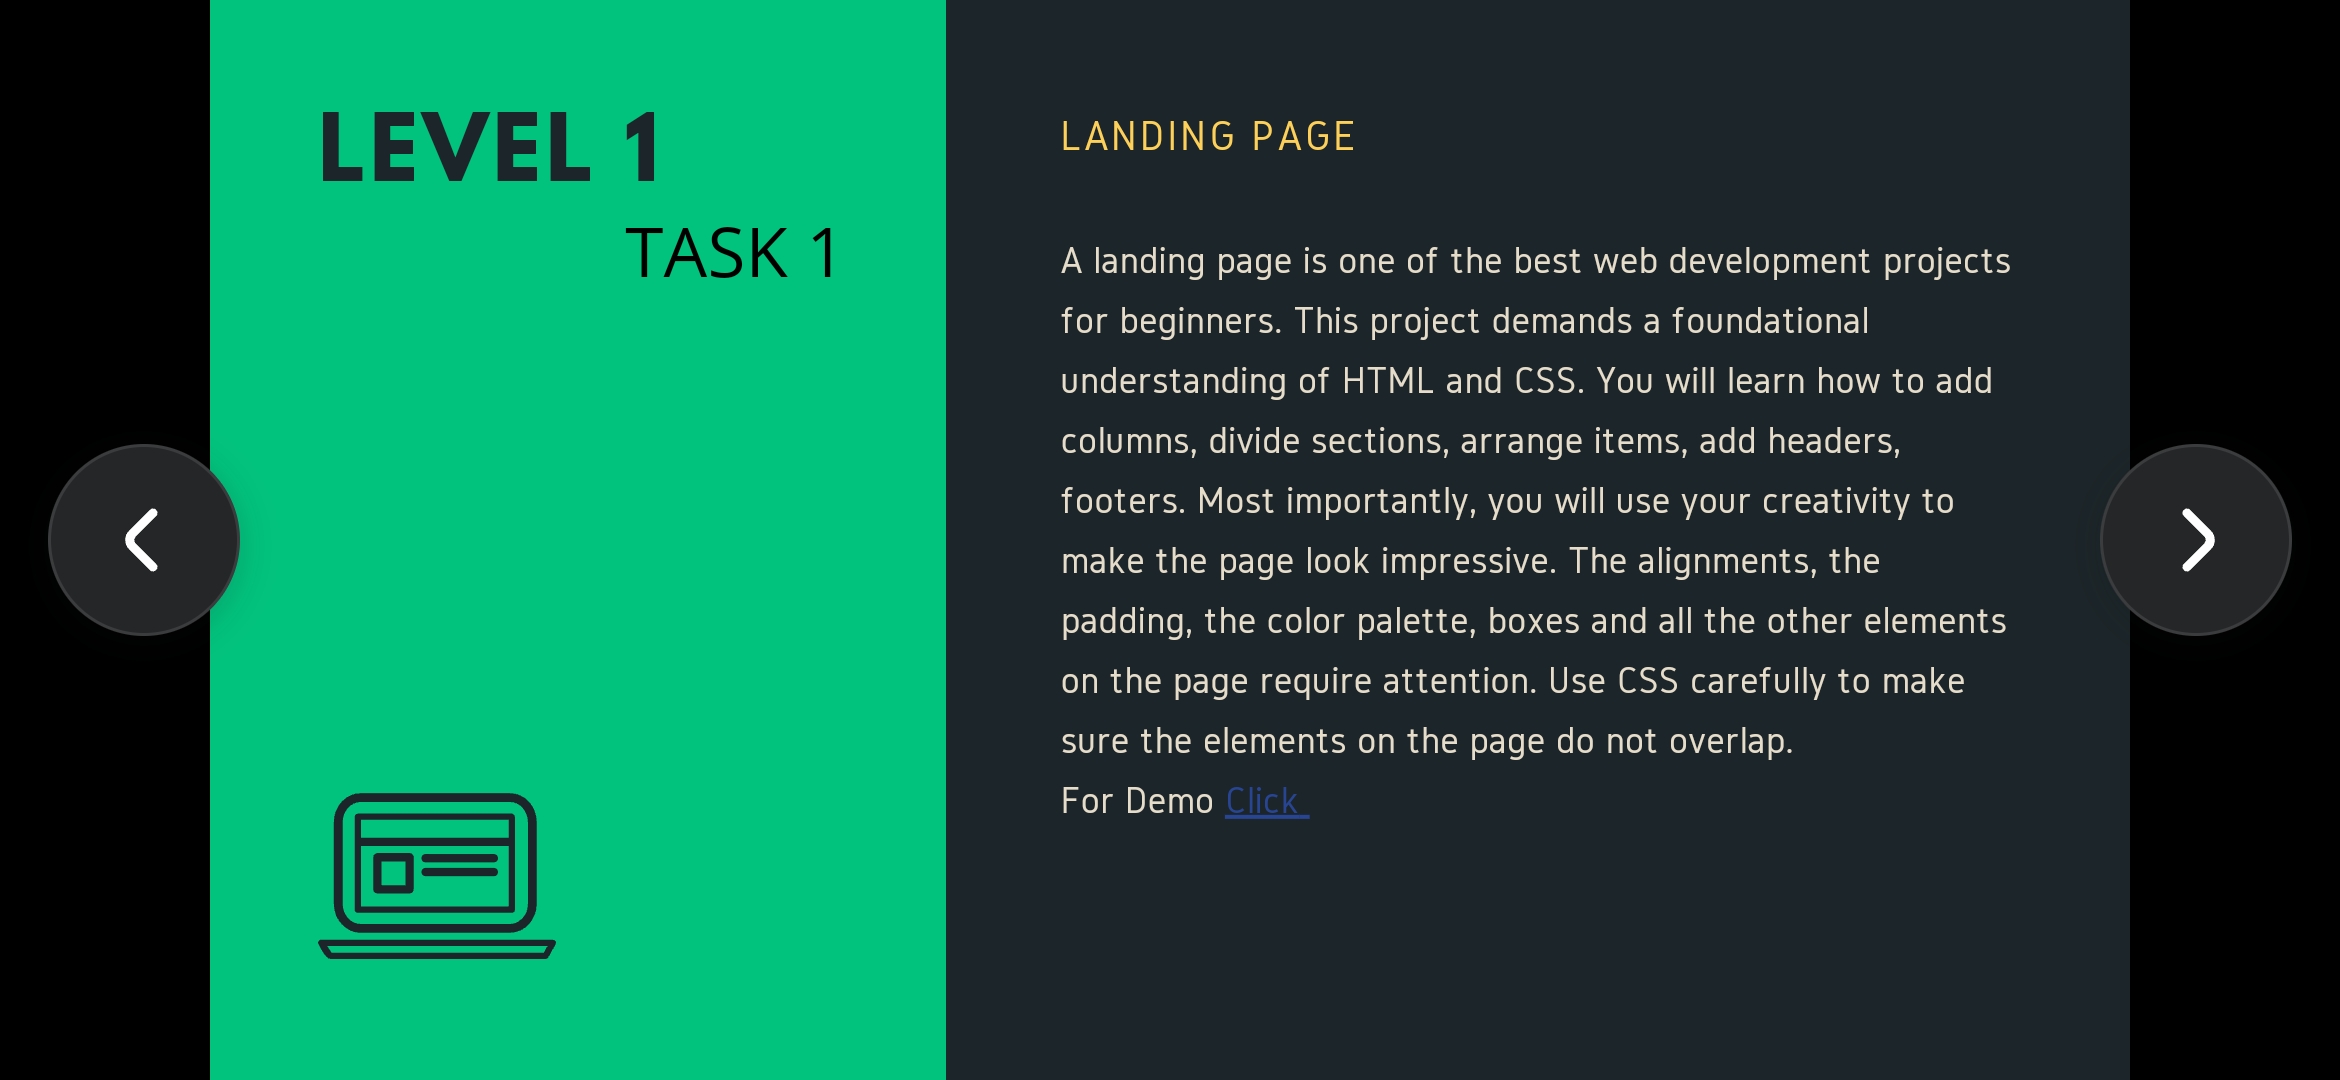 LEVEL 1
TASK 1
LANDING PAGE
A landing page is one of the best web development projects
for beginners. This project demands a foundational
understanding of HTML and CSS. You will learn how to add
columns, divide sections, arrange items, add headers,
footers. Most importantly, you will use your creativity to
make the page look impressive. The alignments, the
padding, the color palette, boxes and all the other elements
on the page require attention. Use CSS carefully to make
sure the elements on the page do not overlap.
For Demo Click